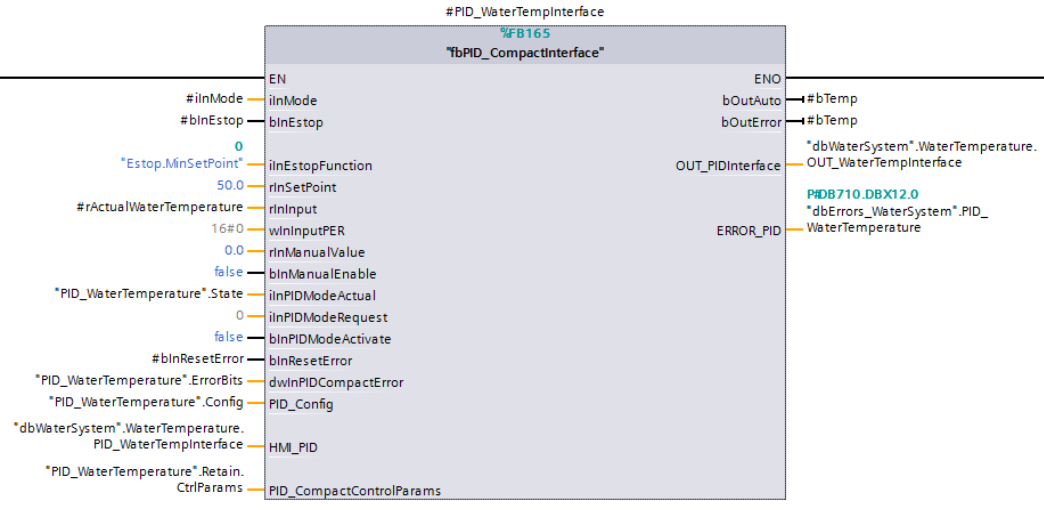 #PID_WaterTempInterface
%FB165
"fbPID_CompactInterface"
EN ENO
#iInMode iInMode bOutAuto #bTemp
#bInEstop bInEstop bOutError #bTemp
0
"Estop.MinSetPoint" iInEstopFunction OUT_PIDInterface "dbWaterSystem".WaterTemperature.
OUT_WaterTempInterface
50.0 rInSetPoint
#rActualWaterTemperature rInInput
P#DB710.DBX12.0
16#0 wInInputPER ERROR_PID "dbErrors_WaterSystem".PID_
WaterTemperature
0.0 rInManualValue
false bInManualEnable
"PID_WaterTemperature".State iInPIDModeActual
0 iInPIDModeRequest
false bInPIDModeActivate
#bInResetError bInResetError
"PID_WaterTemperature".ErrorBits dwInPIDCompactError
"PID_WaterTemperature".Config PID_Config
"dbWaterSystem".WaterTemperature.
PID_WaterTempInterface HMI_PID
"PID_WaterTemperature".Retain.
CtrlParams PID_CompactControlParams